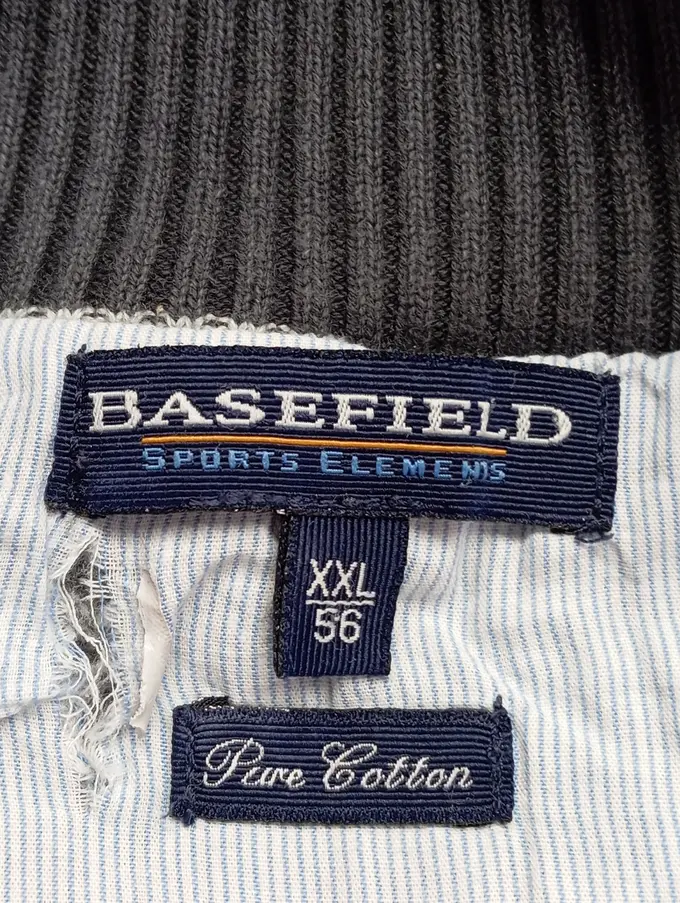 BASEFIELD
SPORTS ELEMENTS
XXL
56
Pure Cotton